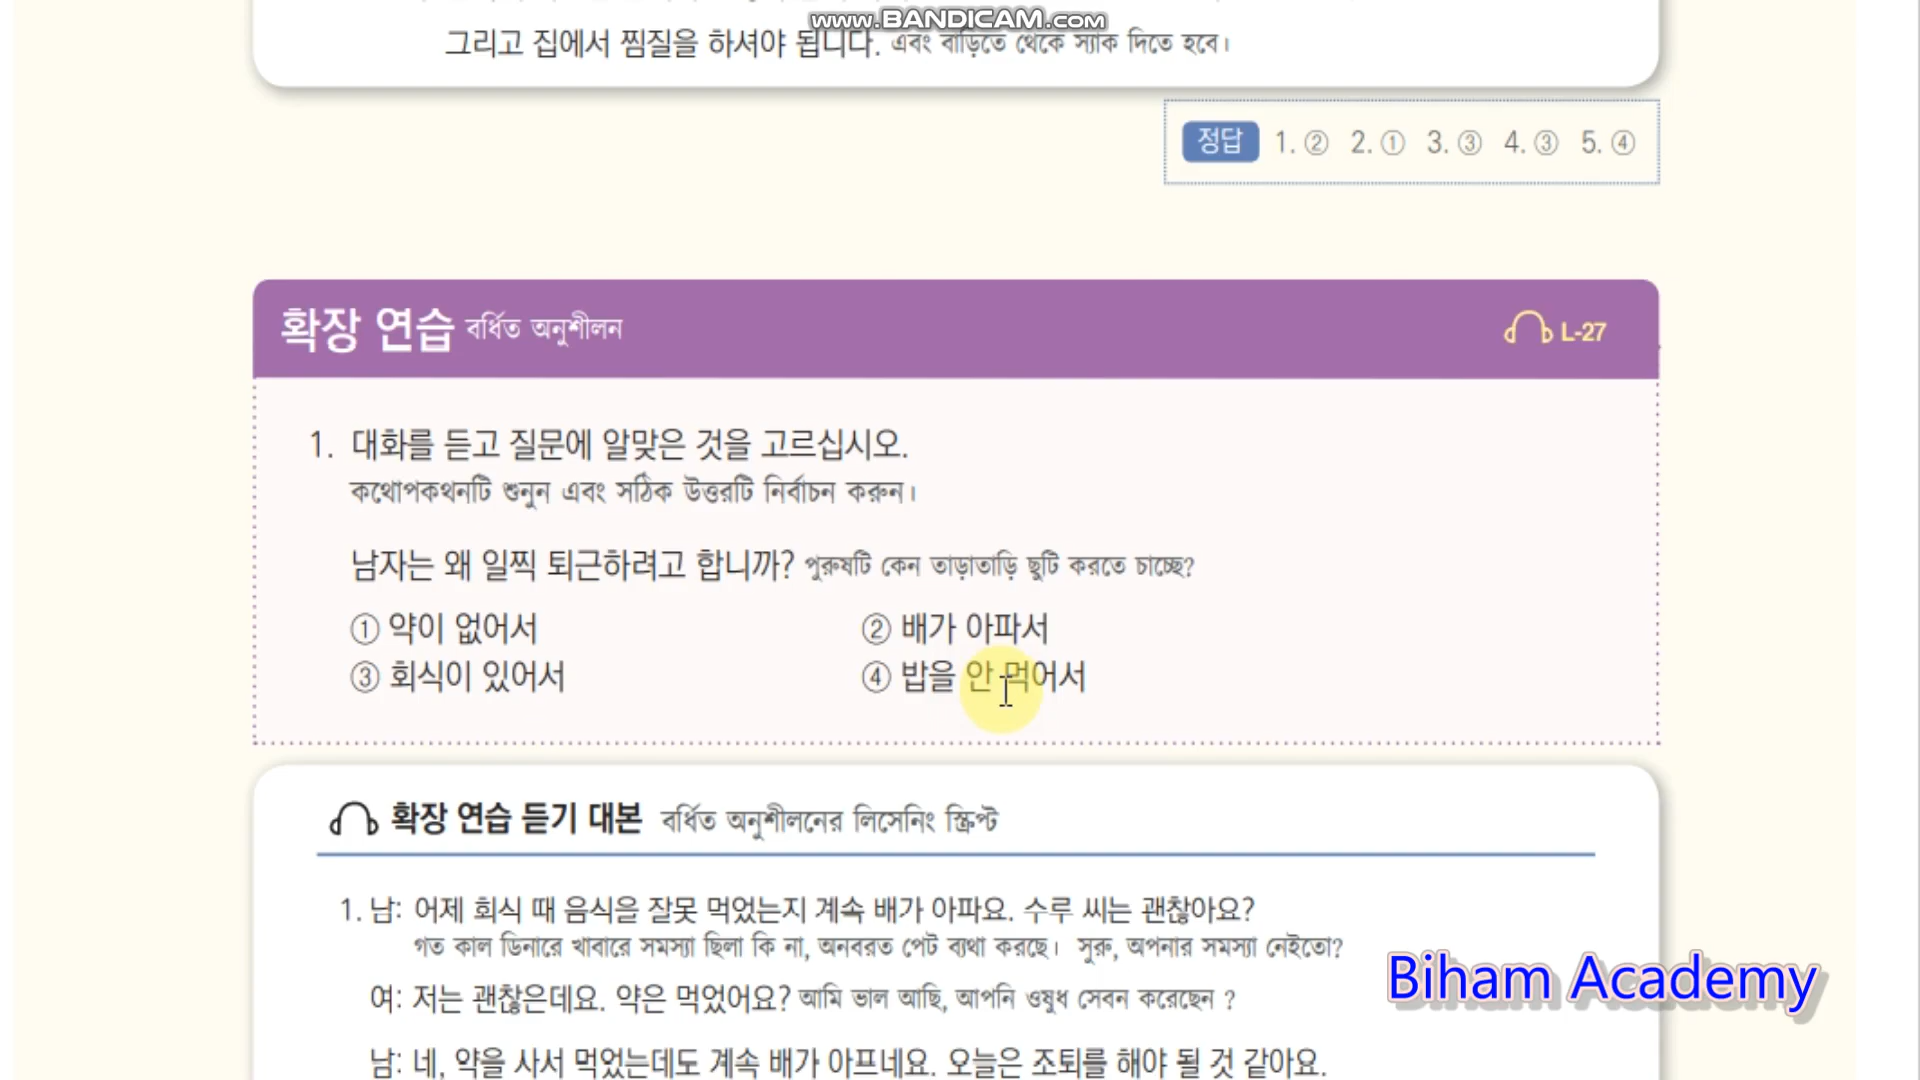 www.BANDICAM.com
그리고 집에서 찜질을 하셔야 됩니다. এবং বাড়িতে থেকে স্যাক দিতে হবে।
정답 1. ② 2. ① 3. ③ 4. ③ 5. ④
확장 연습 বর্ধিত অনুশীলন L-27
1. 대화를 듣고 질문에 알맞은 것을 고르십시오.
কথোপকথনটি শুনুন এবং সঠিক উত্তরটি নির্বাচন করুন।
남자는 왜 일찍 퇴근하려고 합니까? পুরুষটি কেন তাড়াতাড়ি ছুটি করতে চাচ্ছে?
① 약이 없어서 ② 배가 아파서
③ 회식이 있어서 ④ 밥을 안 먹어서
확장 연습 듣기 대본 বর্ধিত অনুশীলনের লিসেনিং স্ক্রিপ্ট
1. 남: 어제 회식 때 음식을 잘못 먹었는지 계속 배가 아파요. 수루 씨는 괜찮아요?
গত কাল ডিনারে খাবারে সমস্যা ছিলা কি না, অনবরত পেট ব্যথা করছে। সুরু, অপনার সমস্যা নেইতো?
여: 저는 괜찮은데요. 약은 먹었어요? আমি ভাল আছি, আপনি ওষুধ সেবন করেছেন ?
남: 네, 약을 사서 먹었는데도 계속 배가 아프네요. 오늘은 조퇴를 해야 될 것 같아요.
Biham Academy